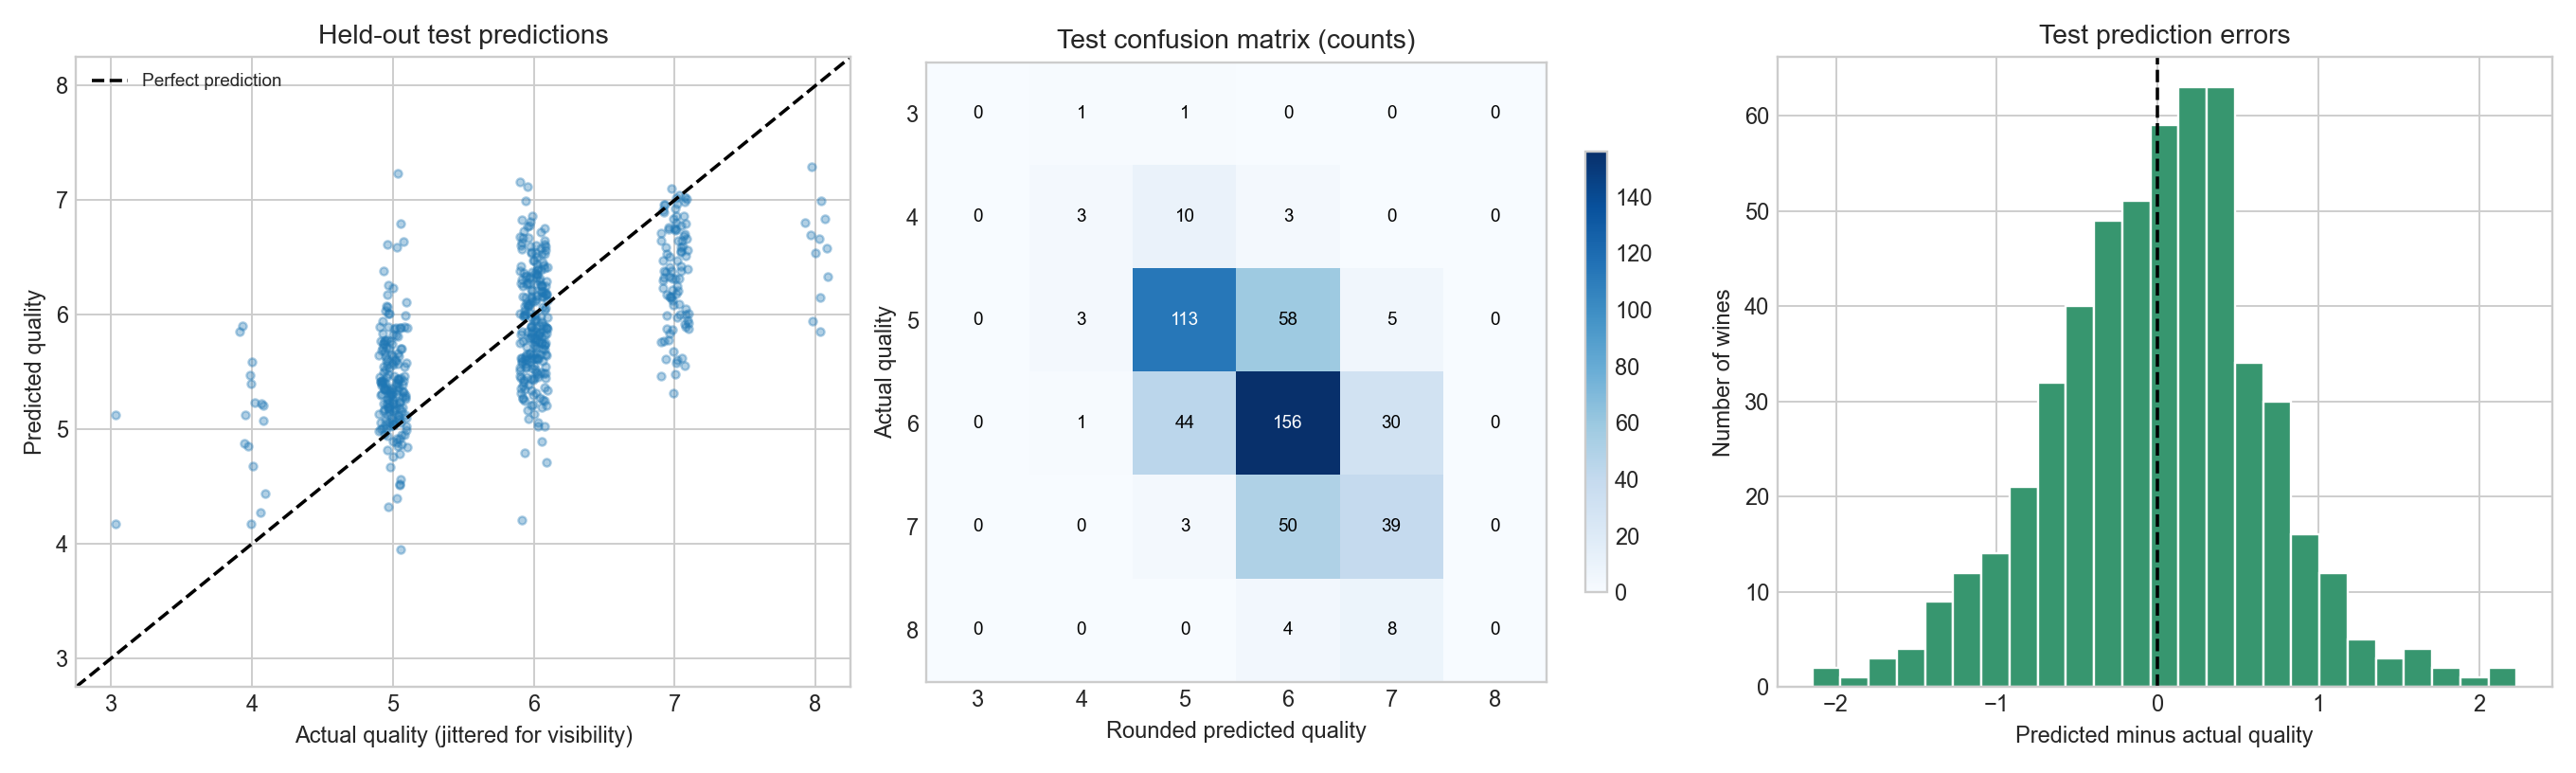 Held-out test predictions
Perfect prediction
8
7
6
5
4
3
3 4 5 6 7 8
Predicted quality
Actual quality (jittered for visibility)
Test confusion matrix (counts)
3 0 1 1 0 0 0
4 0 3 10 3 0 0
5 0 3 113 58 5 0
6 0 1 44 156 30 0
7 0 0 3 50 39 0
8 0 0 0 4 8 0
3 4 5 6 7 8
Actual quality
Rounded predicted quality
140
120
100
80
60
40
20
0
Test prediction errors
60
50
40
30
20
10
0
−2 −1 0 1 2
Number of wines
Predicted minus actual quality